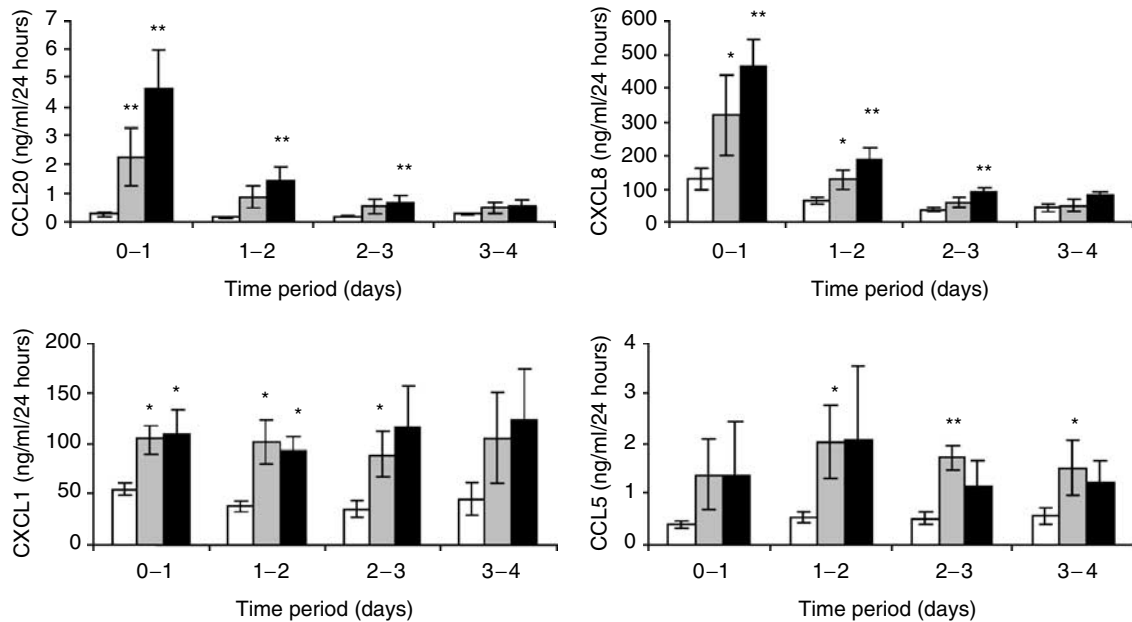 CCL20 (ng/ml/24 hours)
7
6
5
4
3
2
1
0
** ** ** **
0–1 1–2 2–3 3–4
Time period (days)
CXCL8 (ng/ml/24 hours)
600
500
400
300
200
100
0
* ** * ** **
0–1 1–2 2–3 3–4
Time period (days)
CXCL1 (ng/ml/24 hours)
200
150
100
50
0
* * * * *
0–1 1–2 2–3 3–4
Time period (days)
CCL5 (ng/ml/24 hours)
4
3
2
1
0
* ** *
0–1 1–2 2–3 3–4
Time period (days)